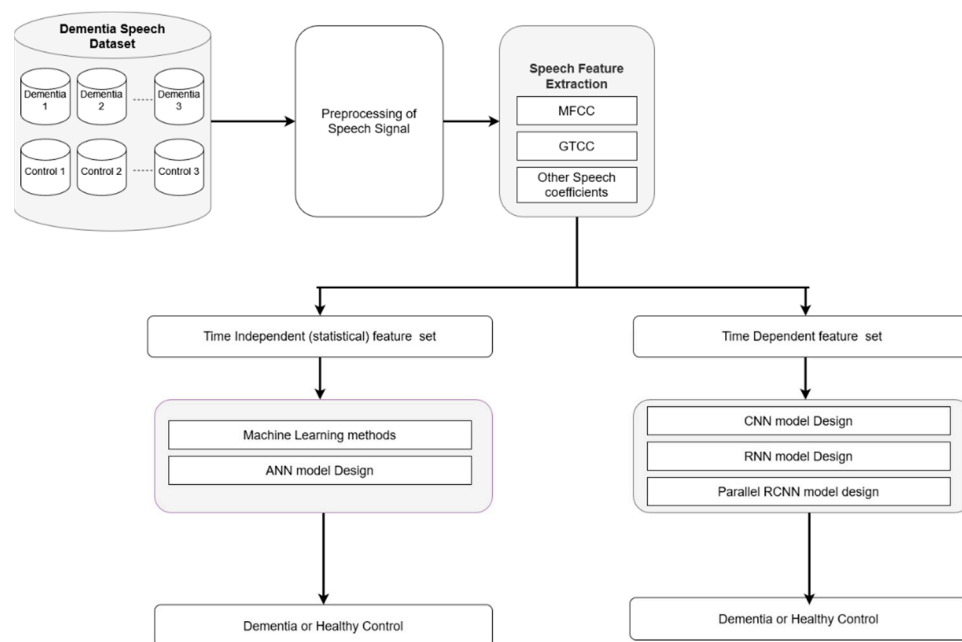 Dementia Speech
Dataset
Dementia
1
Dementia
2
Dementia
3
Control 1
Control 2
Control 3
Preprocessing of
Speech Signal
Speech Feature
Extraction
MFCC
GTCC
Other Speech
coefficients
Time Independent (statistical) feature set
Time Dependent feature set
Machine Learning methods
ANN model Design
CNN model Design
RNN model Design
Parallel RCNN model design
Dementia or Healthy Control
Dementia or Healthy Control